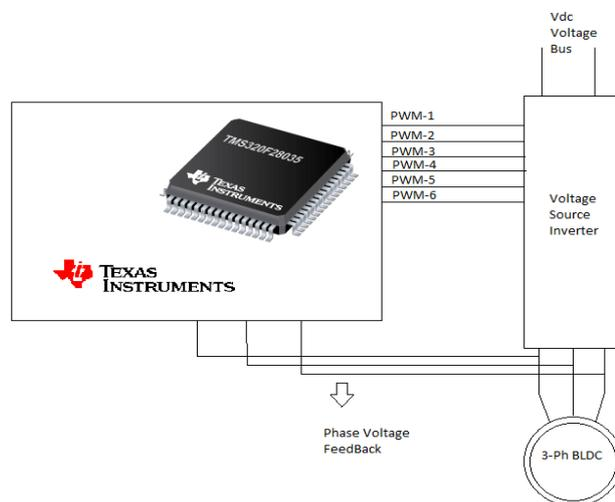 Vdc
Voltage
Bus
PWM-1
PWM-2
PWM-3
PWM-4
PWM-5
PWM-6
TMS320F28035
TEXAS
INSTRUMENTS
TEXAS
INSTRUMENTS
Voltage
Source
Inverter
Phase Voltage
FeedBack
3-Ph BLDC